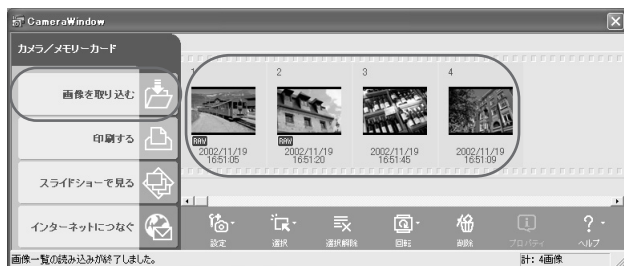 CameraWindow
カメラ／メモリーカード
画像を取り込む
印刷する
スライドショーで見る
インターネットにつなぐ
1 2 3 4
RAW RAW
2002/11/19 2002/11/19 2002/11/19 2002/11/19
16:51:05 16:51:20 16:51:45 16:51:09
設定 選択 選択解除 回転 削除 プロパティ ヘルプ
画像一覧の読み込みが終了しました。 計: 4画像